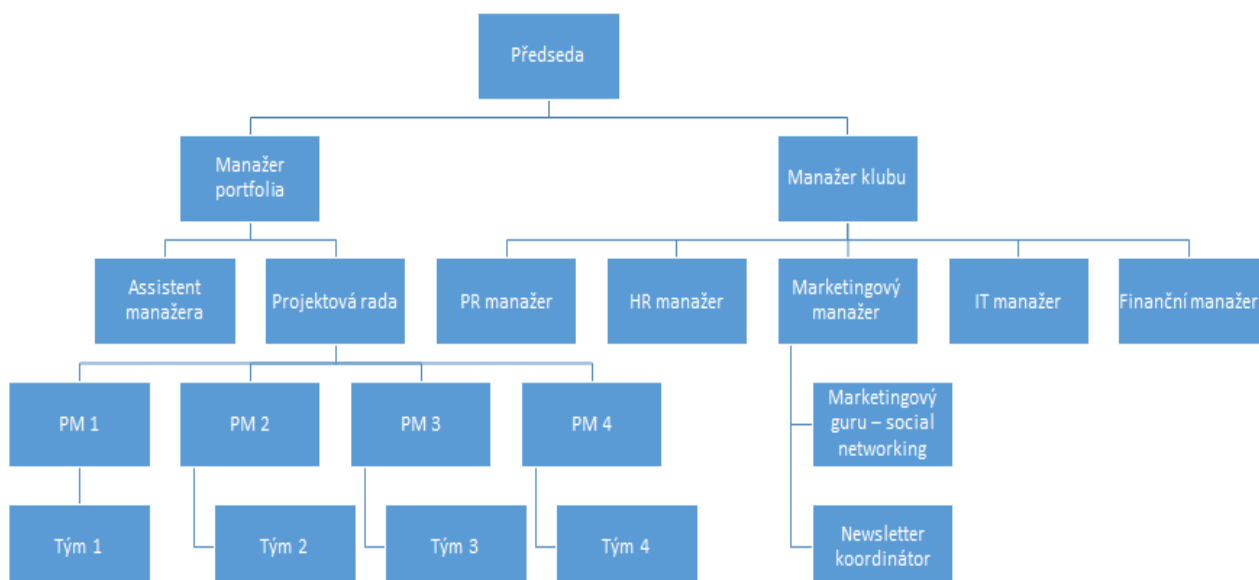 Předseda
Manažer
portfolia
Manažer klubu
Assistent
manažera
Projektová rada
PR manažer
HR manažer
Marketingový
manažer
IT manažer
Finanční manažer
PM 1
PM 2
PM 3
PM 4
Marketingový
guru – social
networking
Tým 1
Tým 2
Tým 3
Tým 4
Newsletter
koordinátor